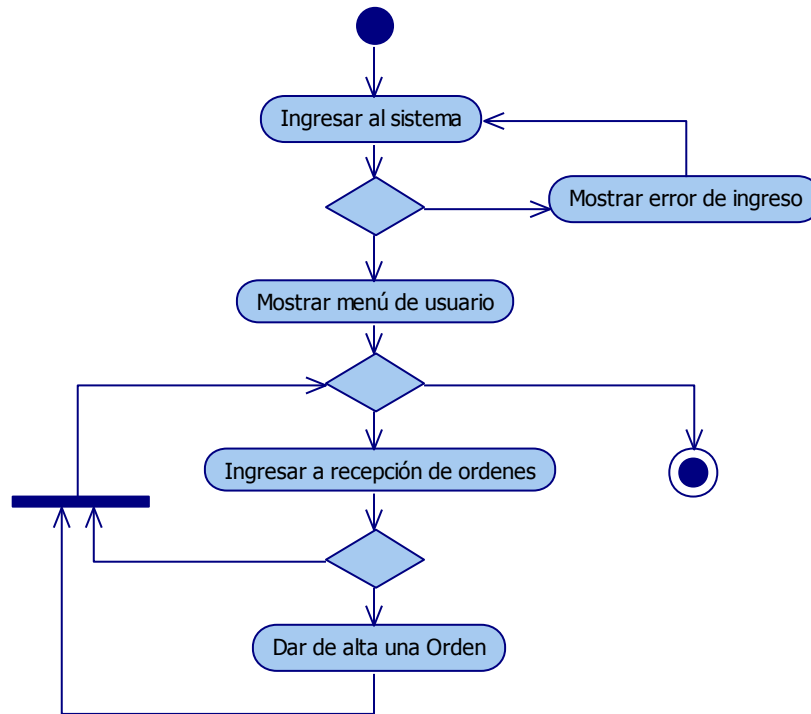 Ingresar al sistema
Mostrar error de ingreso
Mostrar menú de usuario
Ingresar a recepción de ordenes
Dar de alta una Orden